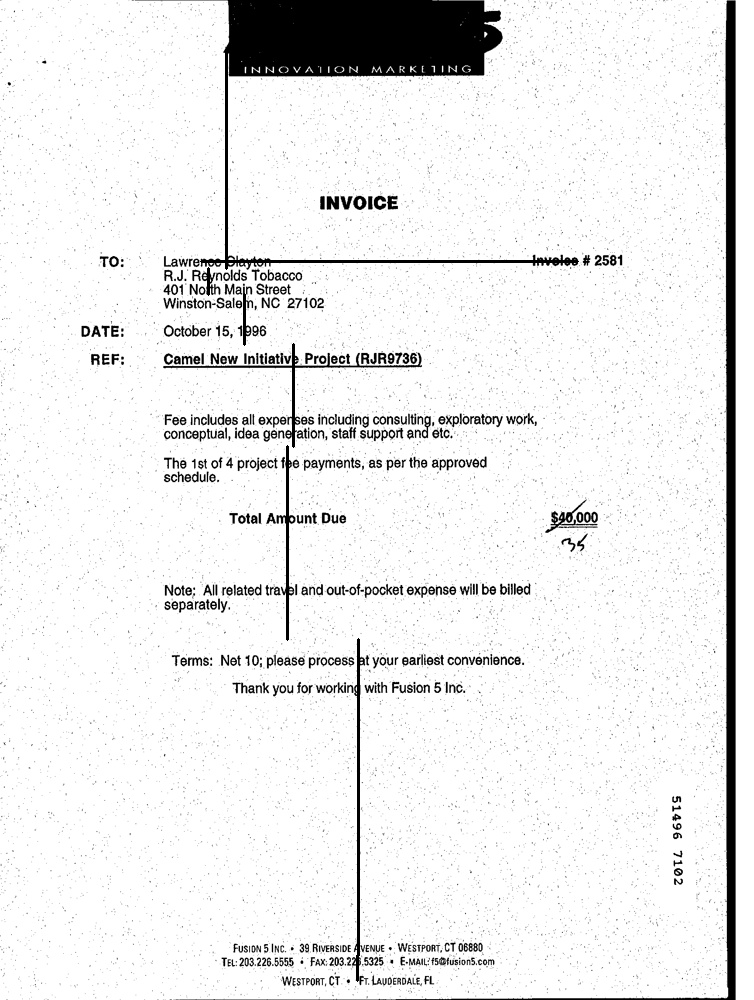 5
INNOVATION MARKETING
INVOICE
TO: Lawrence Clayton Invoice # 2581
R.J. Reynolds Tobacco
401 North Main Street
Winston-Salem, NC 27102
DATE: October 15, 1996
REF: Camel New Initiative Project (RJR9736)
Fee includes all expenses including consulting, exploratory work,
conceptual, idea generation, staff support and etc.
The 1st of 4 project fee payments, as per the approved
schedule.
Total Amount Due $40,000
35
Note: All related travel and out-of-pocket expense will be billed
separately.
Terms: Net 10; please process at your earliest convenience.
Thank you for working with Fusion 5 Inc.
51496 7102
FUSION 5 INC. • 39 RIVERSIDE AVENUE • WESTPORT, CT 06880
TEL: 203.226.5555 • FAX: 203.226.5325 • E-MAIL: f5@fusion5.com
WESTPORT, CT • FT. LAUDERDALE, FL